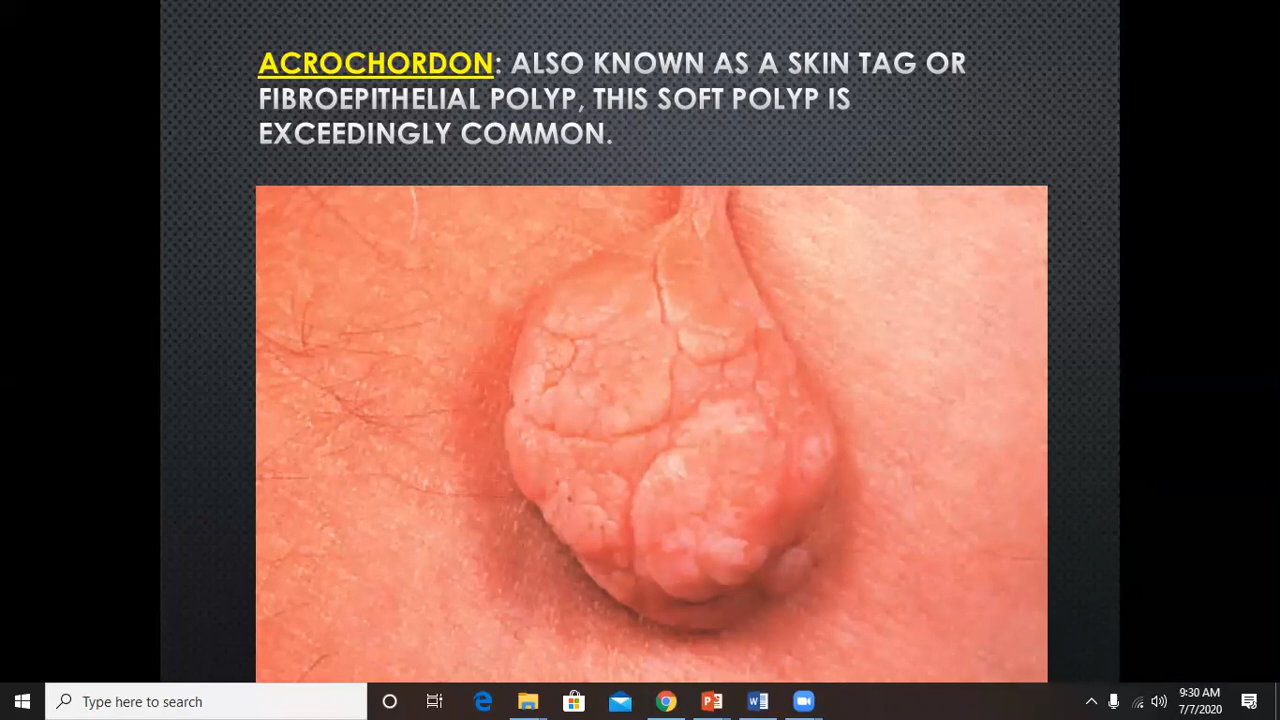 ACROCHORDON: ALSO KNOWN AS A SKIN TAG OR
FIBROEPITHELIAL POLYP, THIS SOFT POLYP IS
EXCEEDINGLY COMMON.
Type here to search
9:30 AM
7/7/2020